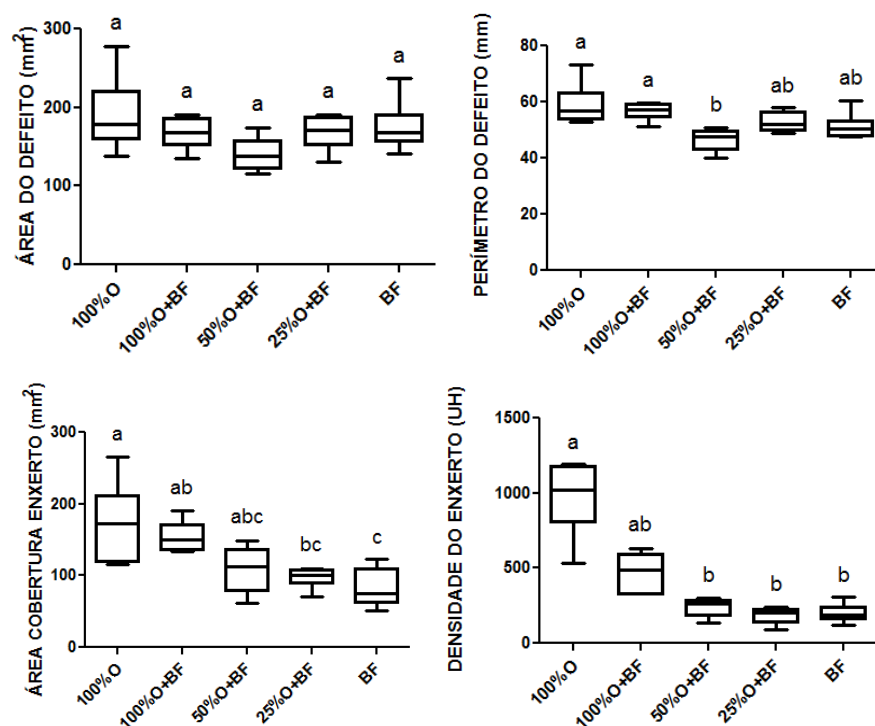 ÁREA DO DEFEITO (mm²)
300
200
100
0
a
a
a
a
a
100%O
100%O+BF
50%O+BF
25%O+BF
BF
PERÍMETRO DO DEFEITO (mm)
80
60
40
20
0
a
a
b
ab
ab
100%O
100%O+BF
50%O+BF
25%O+BF
BF
ÁREA COBERTURA ENXERTO (mm²)
300
200
100
0
a
ab
abc
bc
c
100%O
100%O+BF
50%O+BF
25%O+BF
BF
DENSIDADE DO ENXERTO (UH)
1500
1000
500
0
a
ab
b
b
b
100%O
100%O+BF
50%O+BF
25%O+BF
BF